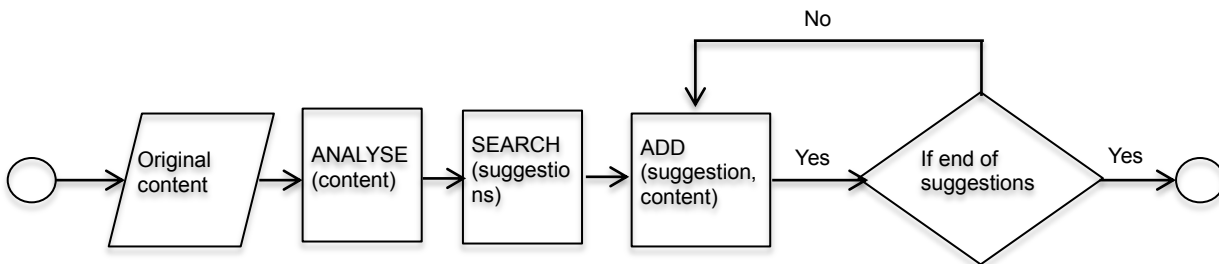 No
Original
content
ANALYSE
(content)
SEARCH
(suggestio
ns)
ADD
(suggestion,
content)
Yes
If end of
suggestions
Yes